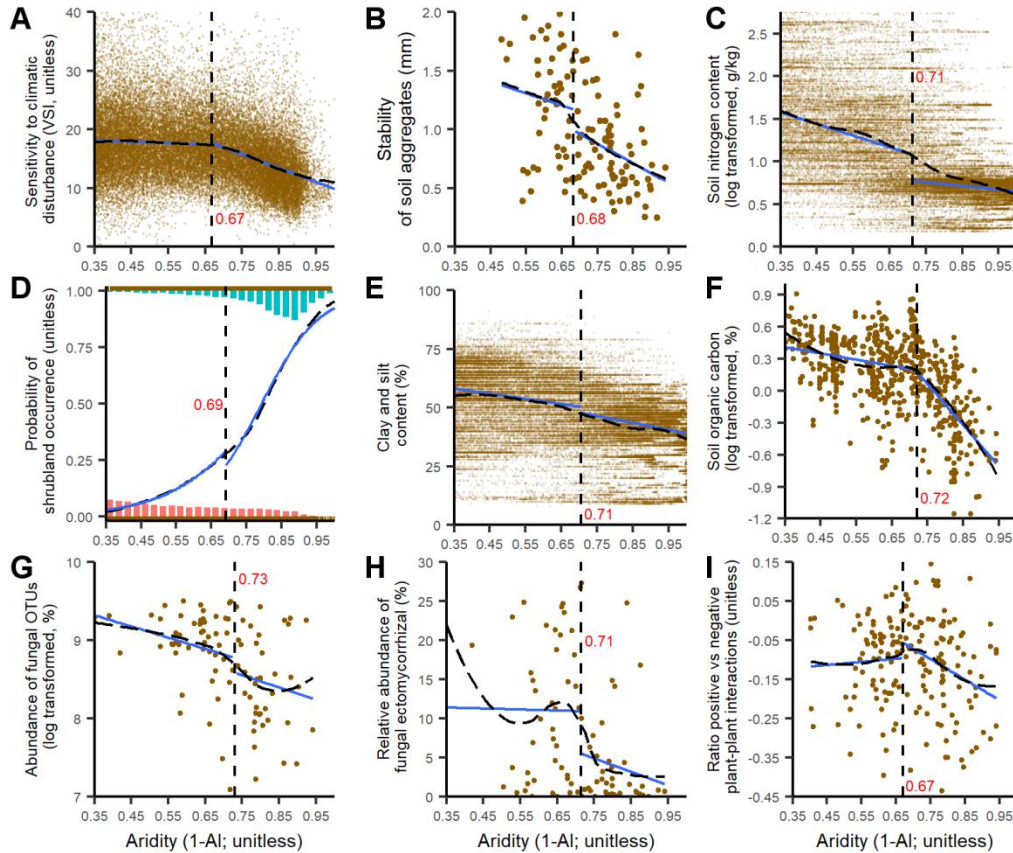 A
Sensitivity to climatic
disturbance (VSI, unitless)
40
30
20
10
0
0.67
0.35 0.45 0.55 0.65 0.75 0.85 0.95
B
Stability
of soil aggregates (mm)
2.0
1.5
1.0
0.5
0.0
0.68
0.35 0.45 0.55 0.65 0.75 0.85 0.95
C
Soil nitrogen content
(log transformed, g/kg)
2.5
2.0
1.5
1.0
0.5
0.0
0.71
0.35 0.45 0.55 0.65 0.75 0.85 0.95
D
Probability of
shrubland occurrence (unitless)
1.00
0.75
0.50
0.25
0.00
0.69
0.35 0.45 0.55 0.65 0.75 0.85 0.95
E
Clay and silt
content (%)
100
75
50
25
0
0.71
0.35 0.45 0.55 0.65 0.75 0.85 0.95
F
Soil organic carbon
(log transformed, %)
0.9
0.6
0.3
0.0
-0.3
-0.6
-0.9
-1.2
0.72
0.35 0.45 0.55 0.65 0.75 0.85 0.95
G
Abundance of fungal OTUs
(log transformed, %)
10
9
8
7
0.73
0.35 0.45 0.55 0.65 0.75 0.85 0.95
Aridity (1-AI; unitless)
H
Relative abundance of
fungal ectomycorrhizal (%)
30
25
20
15
10
5
0
0.71
0.35 0.45 0.55 0.65 0.75 0.85 0.95
Aridity (1-AI; unitless)
I
Ratio positive vs negative
plant-plant interactions (unitless)
0.15
0.05
-0.05
-0.15
-0.25
-0.35
-0.45
0.67
0.35 0.45 0.55 0.65 0.75 0.85 0.95
Aridity (1-AI; unitless)